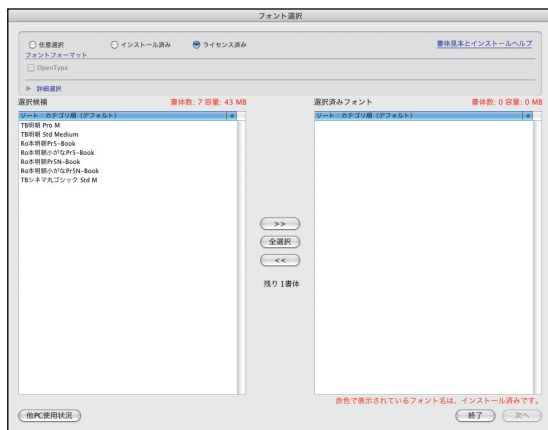 フォント選択
任意選択 インストール済み ライセンス済み 書体見本とインストールヘルプ
フォントフォーマット
OpenType
詳細選択
選択候補 書体数: 7 容量: 43 MB 選択済みフォント 書体数: 0 容量: 0 MB
ソート：カテゴリ順（デフォルト） ソート：カテゴリ順（デフォルト）
TB明朝 Pro M
TB明朝 Std Medium
Ro本明朝Pr5-Book
Ro本明朝小がなPr5-Book
Ro本明朝Pr5N-Book
Ro本明朝小がなPr5N-Book
TBシネマ丸ゴシック Std M
>>
全選択
<<
残り 1書体
赤色で表示されているフォント名は、インストール済みです。
他PC使用状況 終了 次へ